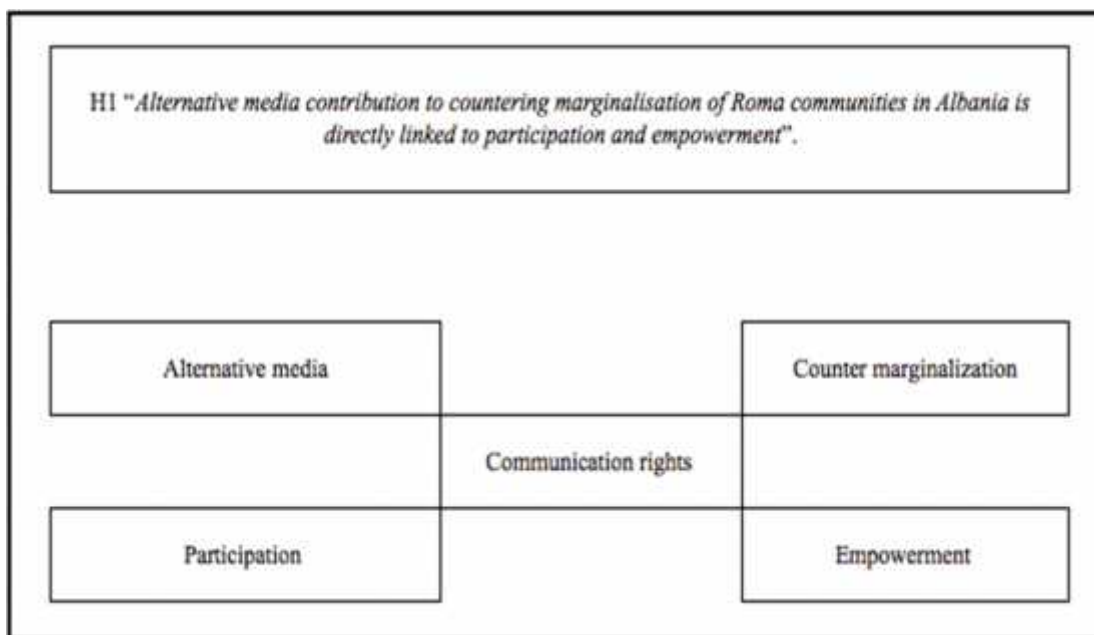 H1 “Alternative media contribution to countering marginalisation of Roma communities in Albania is
directly linked to participation and empowerment”.
Alternative media
Counter marginalization
Communication rights
Participation
Empowerment